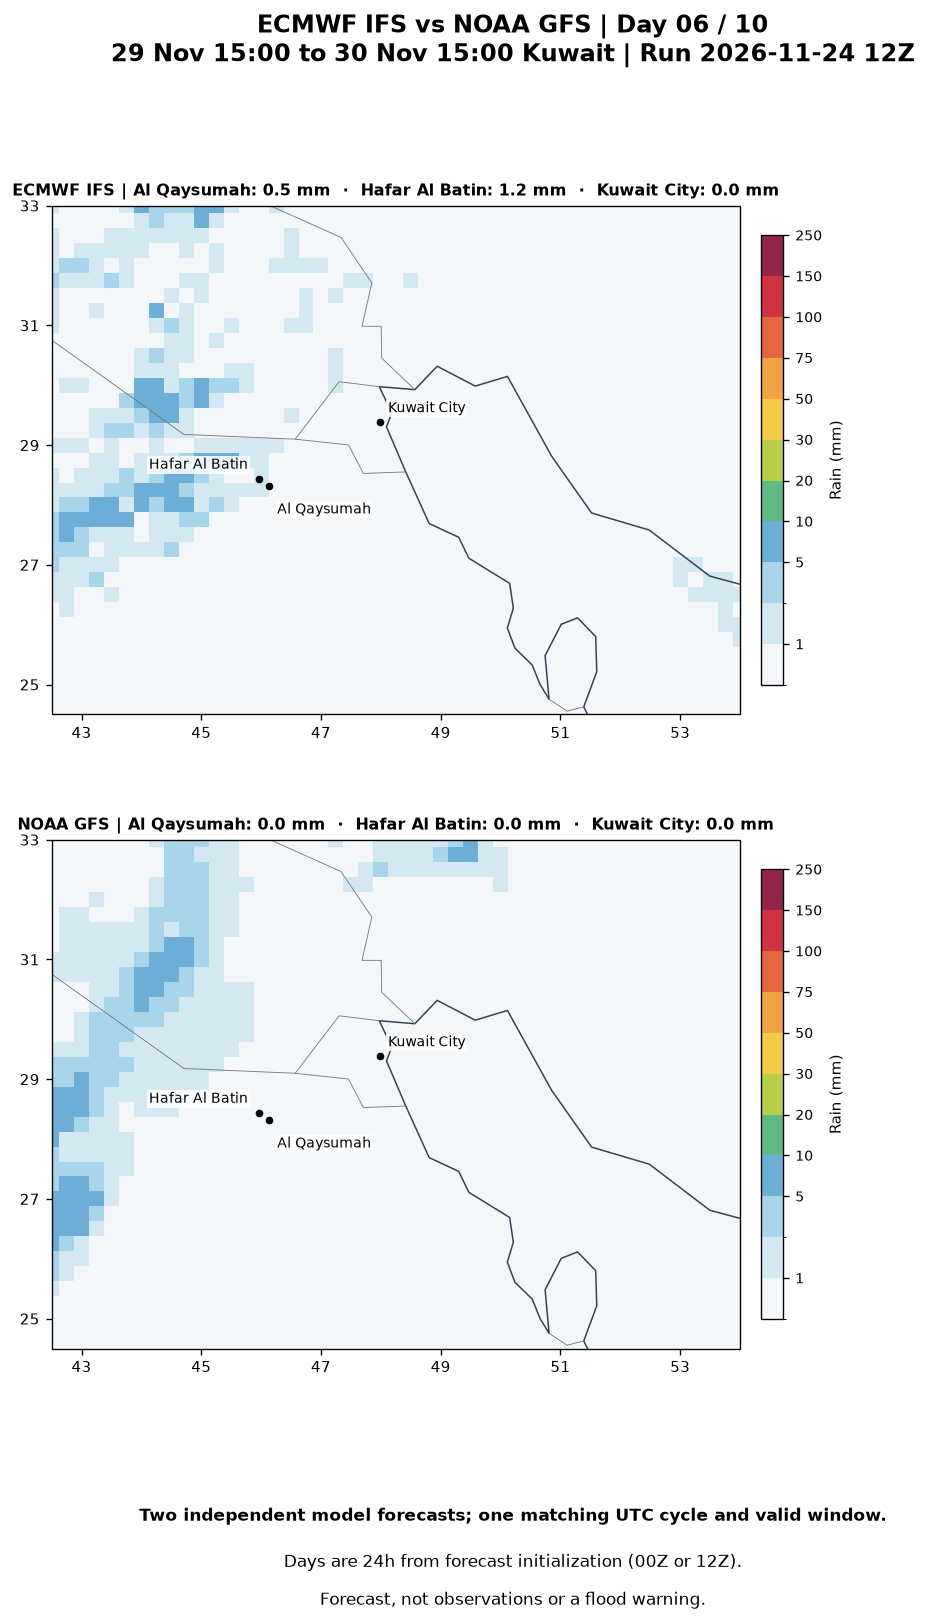 ECMWF IFS vs NOAA GFS | Day 06 / 10
29 Nov 15:00 to 30 Nov 15:00 Kuwait | Run 2026-11-24 12Z
ECMWF IFS | Al Qaysumah: 0.5 mm · Hafar Al Batin: 1.2 mm · Kuwait City: 0.0 mm
33
31
29
27
25
Kuwait City
Hafar Al Batin
Al Qaysumah
43
45
47
49
51
53
250
150
100
75
50
30
20
10
5
1
Rain (mm)
NOAA GFS | Al Qaysumah: 0.0 mm · Hafar Al Batin: 0.0 mm · Kuwait City: 0.0 mm
33
31
29
27
25
Kuwait City
Hafar Al Batin
Al Qaysumah
43
45
47
49
51
53
250
150
100
75
50
30
20
10
5
1
Rain (mm)
Two independent model forecasts; one matching UTC cycle and valid window.
Days are 24h from forecast initialization (00Z or 12Z).
Forecast, not observations or a flood warning.